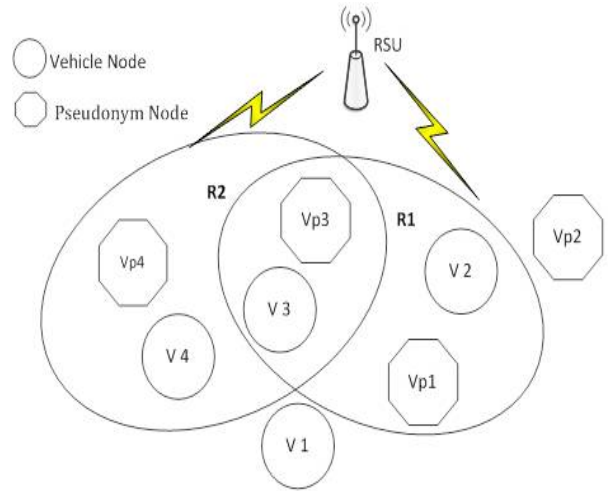 RSU
Vehicle Node
Pseudonym Node
R2
R1
Vp3
Vp2
Vp4
V 2
V 3
V 4
Vp1
V 1